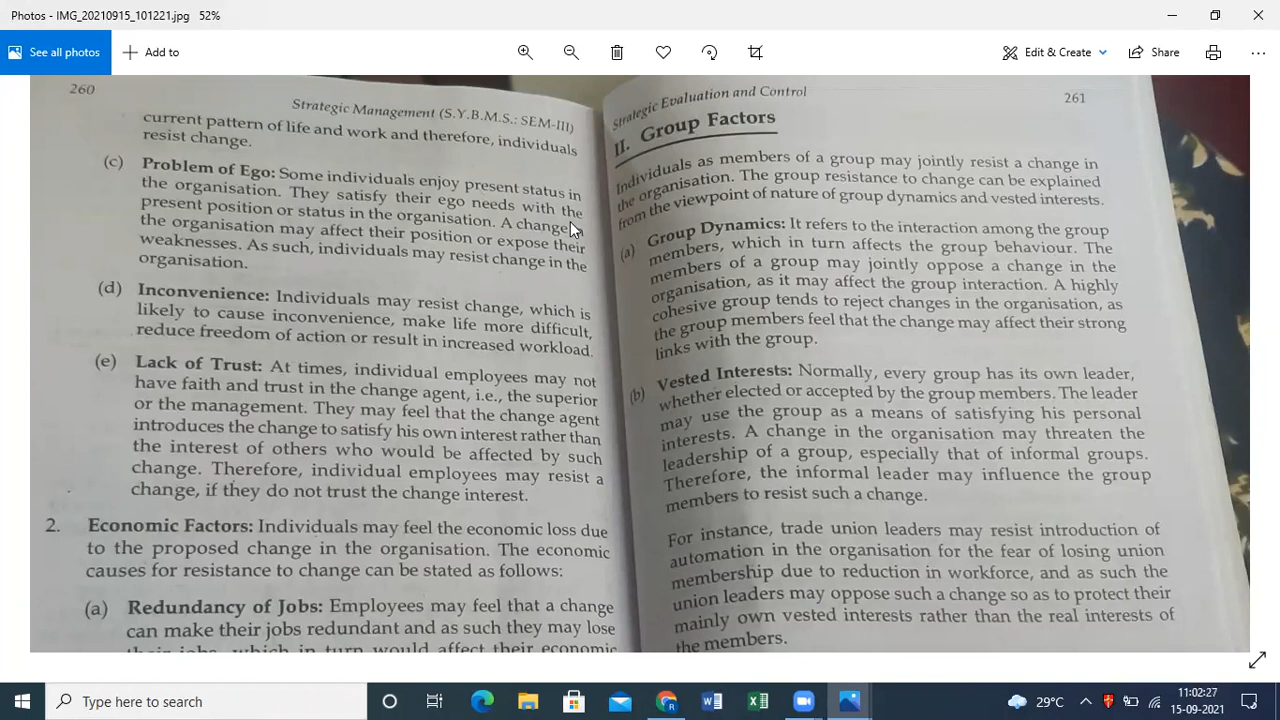 Photos - IMG_20210915_101221.jpg 52%
See all photos
Add to
Edit & Create
Share
260
Strategic Management (S.Y.B.M.S.: SEM-III)
current pattern of life and work and therefore, individuals
resist change.
(c) Problem of Ego: Some individuals enjoy present status in
the organisation. They satisfy their ego needs with the
present position or status in the organisation. A change
the organisation may affect their position or expose their
weaknesses. As such, individuals may resist change in the
organisation.
(d) Inconvenience: Individuals may resist change, which is
likely to cause inconvenience, make life more difficult,
reduce freedom of action or result in increased workload.
(e) Lack of Trust: At times, individual employees may not
have faith and trust in the change agent, i.e., the superior
or the management. They may feel that the change agent
introduces the change to satisfy his own interest rather than
the interest of others who would be affected by such
change. Therefore, individual employees may resist a
change, if they do not trust the change interest.
2. Economic Factors: Individuals may feel the economic loss due
to the proposed change in the organisation. The economic
causes for resistance to change can be stated as follows:
(a) Redundancy of Jobs: Employees may feel that a change
can make their jobs redundant and as such they may lose
their jobs, which in turn would affect their economic
Strategic Evaluation and Control
261
II. Group Factors
Individuals as members of a group may jointly resist a change in
the organisation. The group resistance to change can be explained
from the viewpoint of nature of group dynamics and vested interests.
(a) Group Dynamics: It refers to the interaction among the group
members, which in turn affects the group behaviour. The
members of a group may jointly oppose a change in the
organisation, as it may affect the group interaction. A highly
cohesive group tends to reject changes in the organisation, as
the group members feel that the change may affect their strong
links with the group.
(b) Vested Interests: Normally, every group has its own leader,
whether elected or accepted by the group members. The leader
may use the group as a means of satisfying his personal
interests. A change in the organisation may threaten the
leadership of a group, especially that of informal groups.
Therefore, the informal leader may influence the group
members to resist such a change.
For instance, trade union leaders may resist introduction of
automation in the organisation for the fear of losing union
membership due to reduction in workforce, and as such the
union leaders may oppose such a change so as to protect their
mainly own vested interests rather than the real interests of
the members.
Type here to search
29°C
11:02:27
15-09-2021